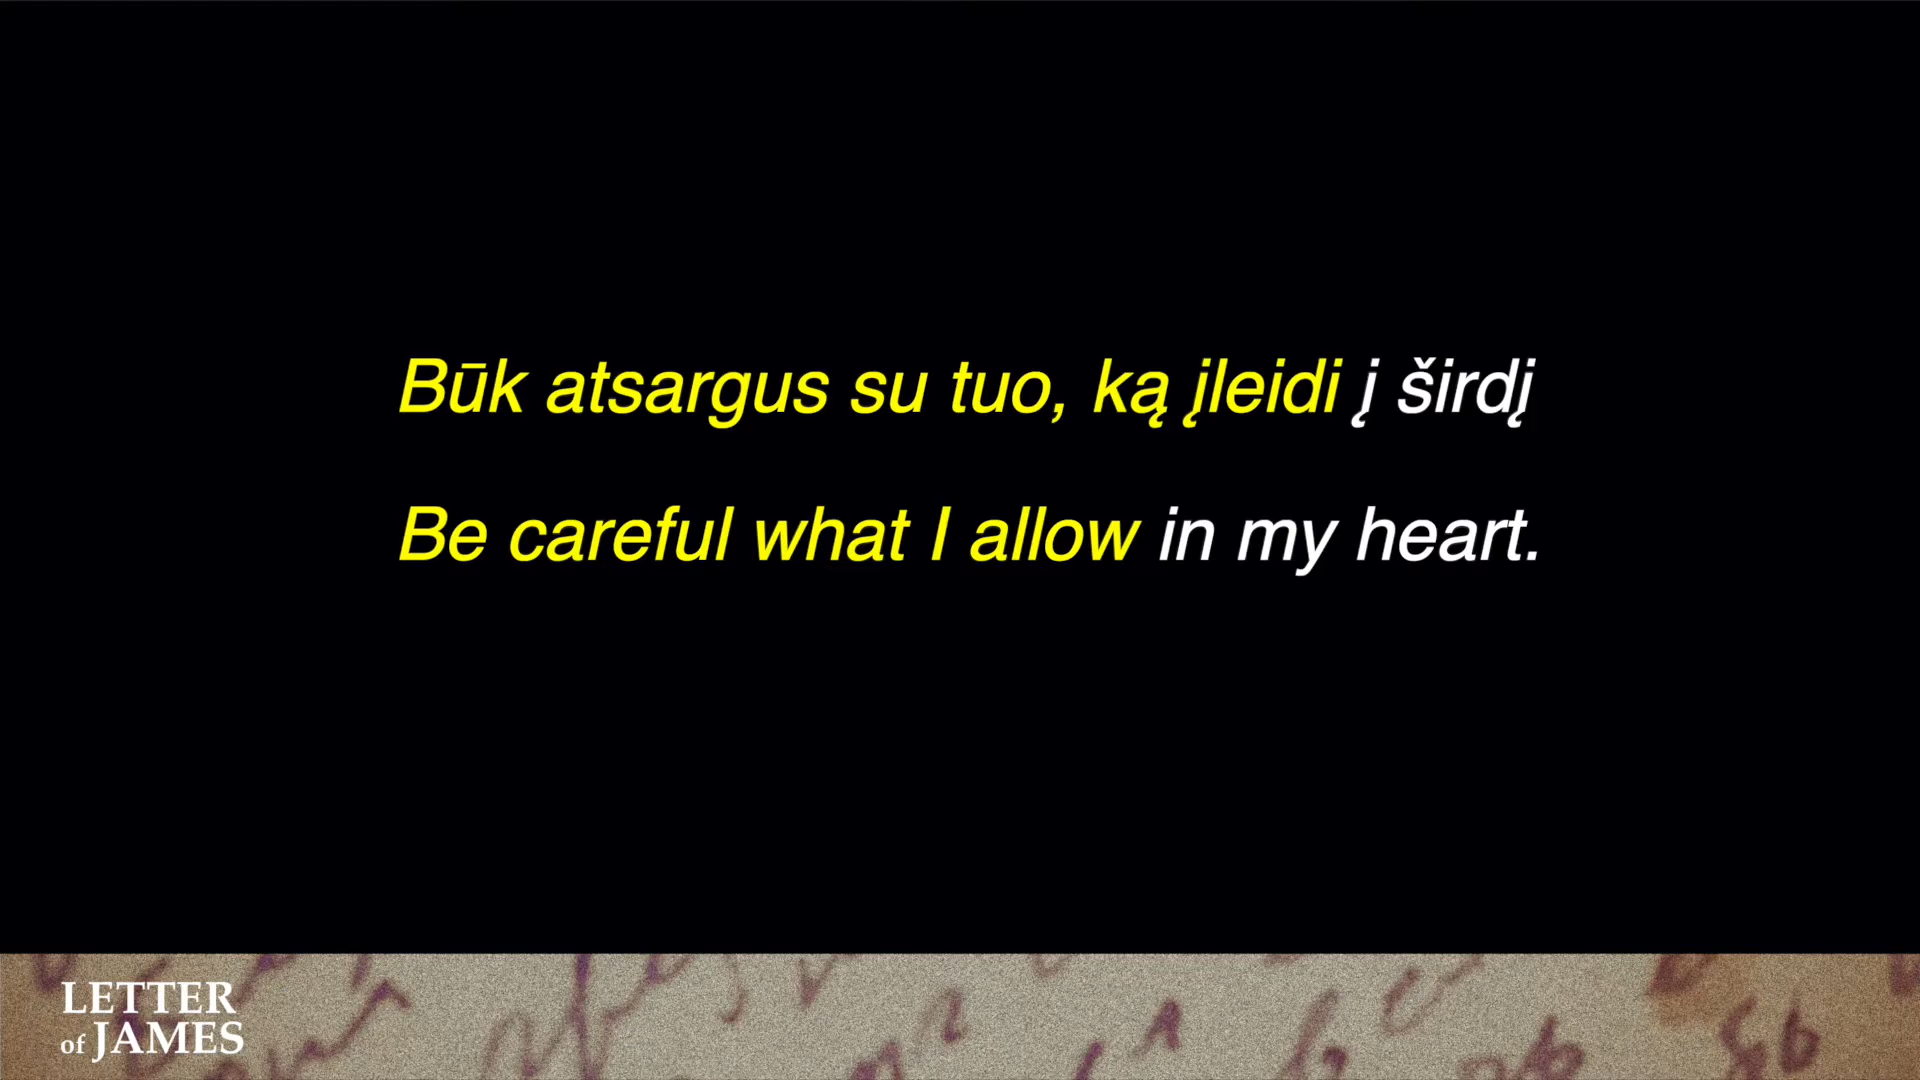 Būk atsargus su tuo, ką įleidi į širdį
Be careful what I allow in my heart.
LETTER
of JAMES